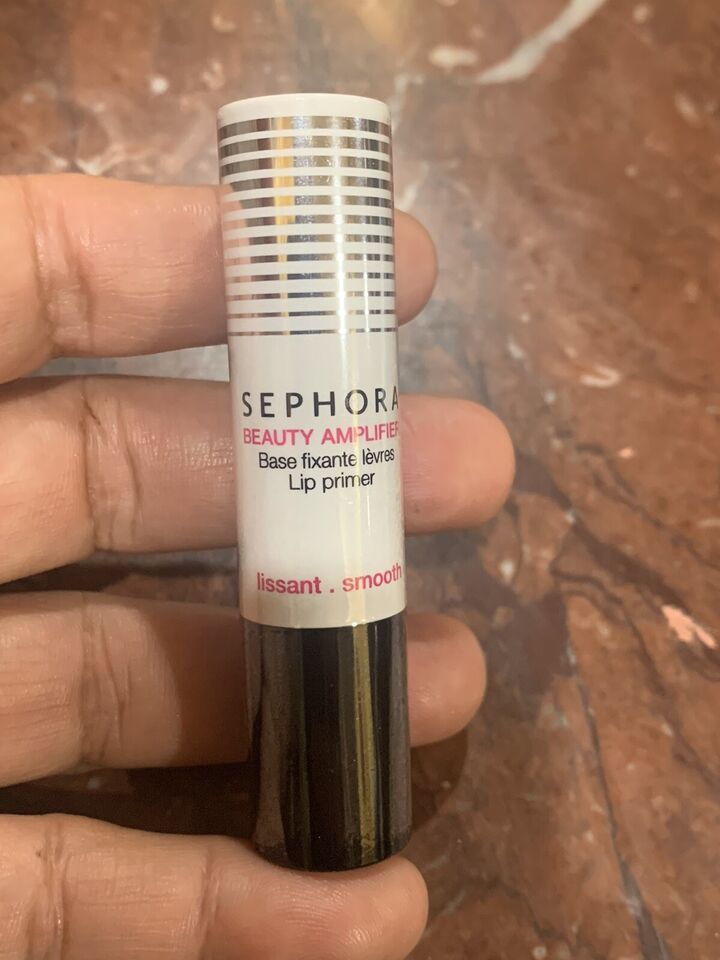 SEPHORA
BEAUTY AMPLIFIER
Base fixante lèvres
Lip primer
lissant . smooth